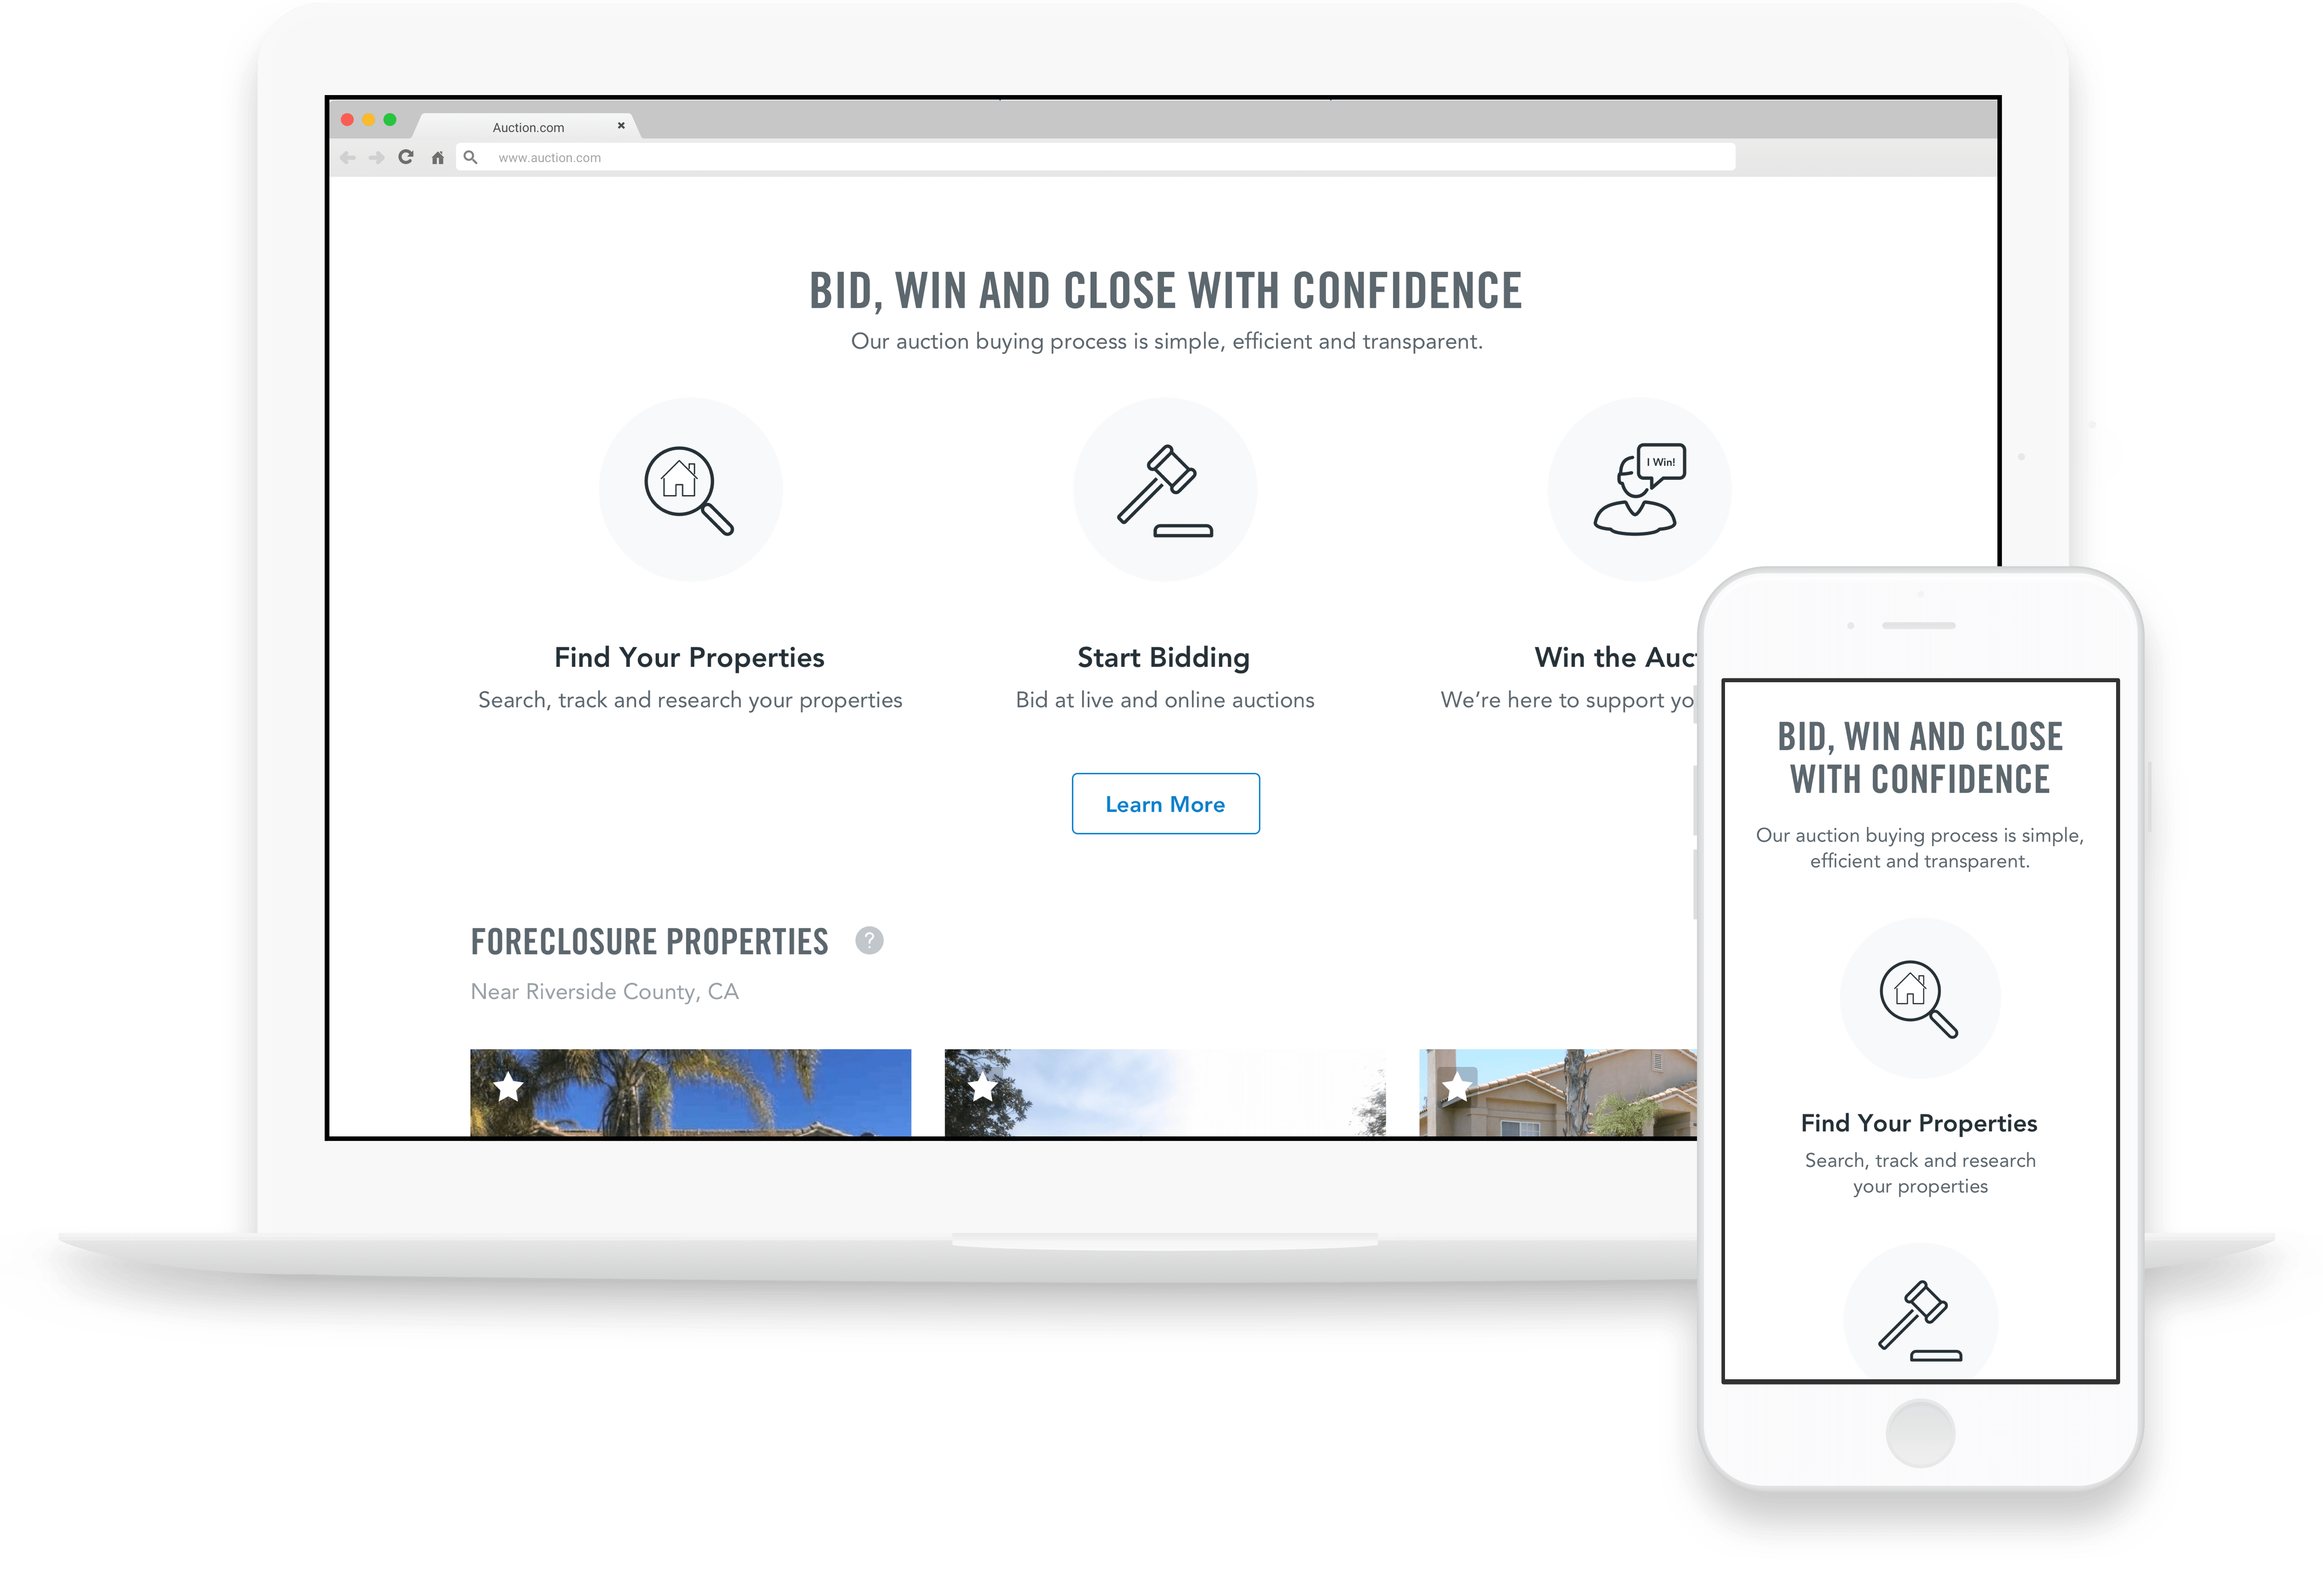 Auction.com
www.auction.com
BID, WIN AND CLOSE WITH CONFIDENCE
Our auction buying process is simple, efficient and transparent.
I Win!
Find Your Properties
Search, track and research your properties
Start Bidding
Bid at live and online auctions
Win the Auc
We're here to support yo
Learn More
FORECLOSURE PROPERTIES ?
Near Riverside County, CA
BID, WIN AND CLOSE
WITH CONFIDENCE
Our auction buying process is simple,
efficient and transparent.
Find Your Properties
Search, track and research
your properties